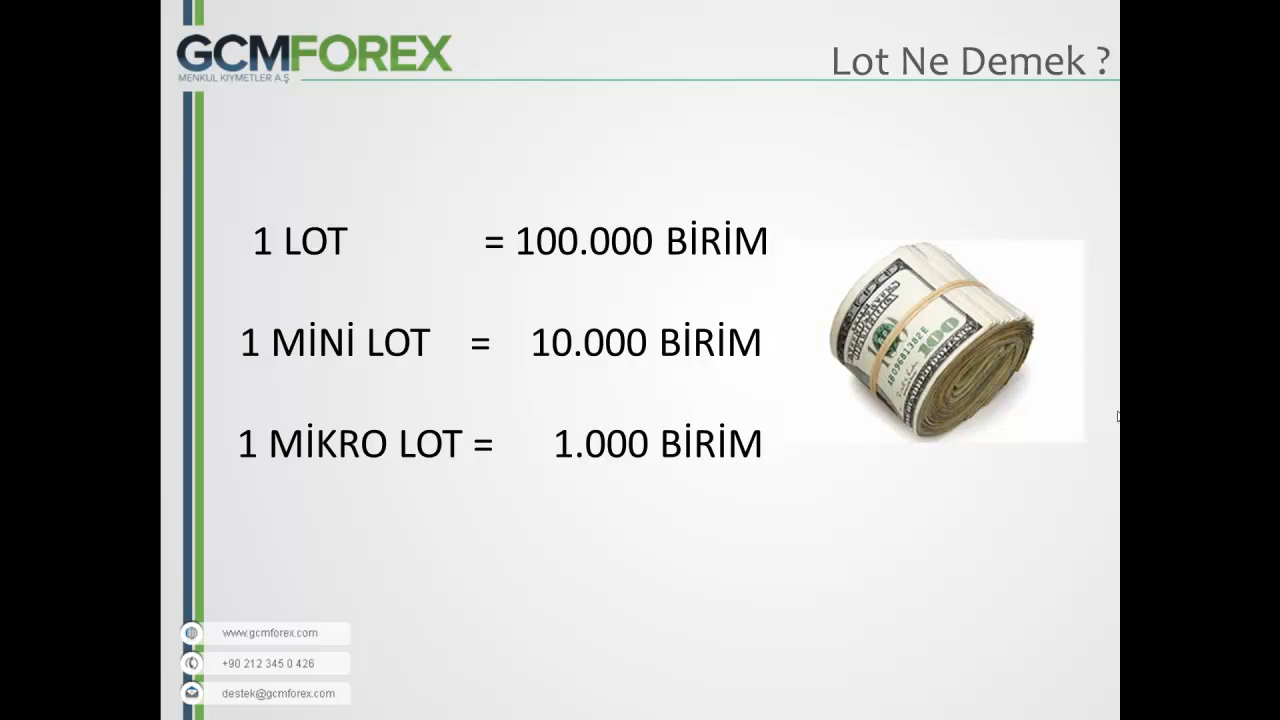 GCMFOREX
MENKUL KIYMETLER A.Ş
Lot Ne Demek ?
1 LOT = 100.000 BİRİM
1 MİNİ LOT = 10.000 BİRİM
1 MİKRO LOT = 1.000 BİRİM
100
AB09681382E
www.gcmforex.com
+90 212 345 0 426
destek@gcmforex.com